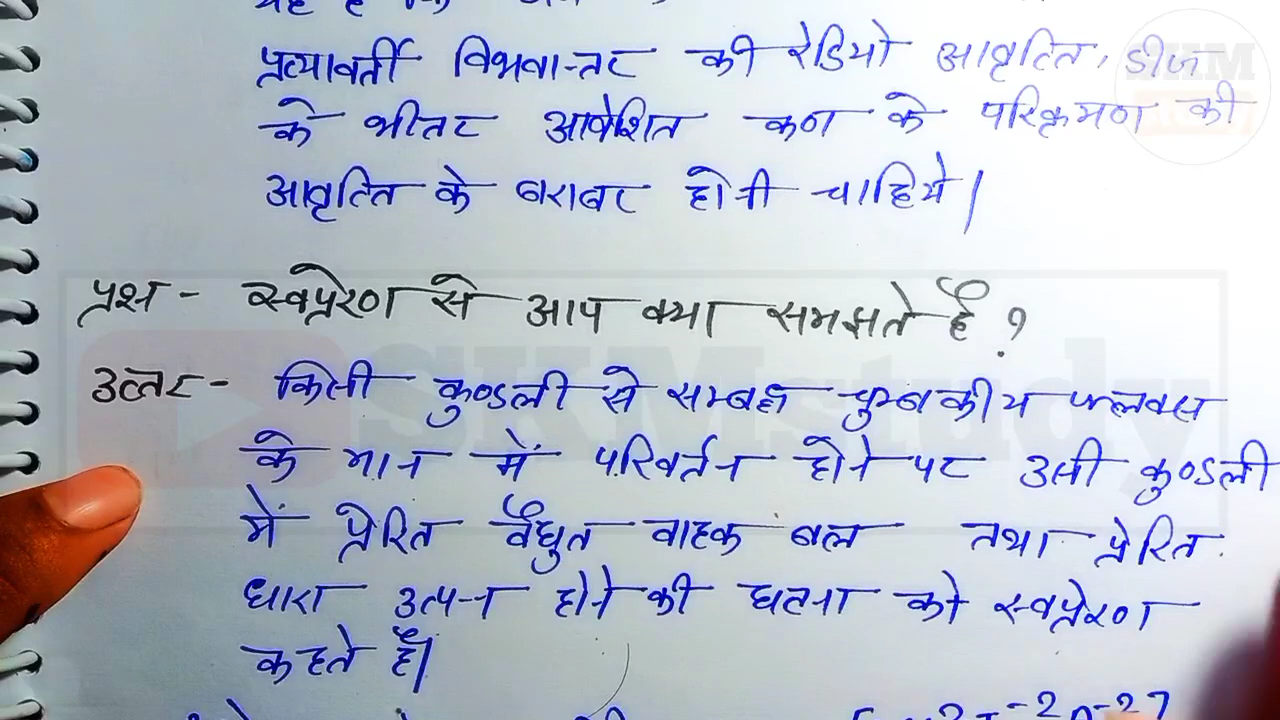 यह है कि
प्रत्यावर्ती विभवान्तर की रेडियो आवृत्ति, डीज
के भीतर आवेशित कण के परिक्रमण की
आवृत्ति के बराबर होनी चाहिये।
प्रश्न - स्वप्रेरण से आप क्या समझते है ?
उत्तर - किसी कुण्डली से सम्बद्ध चुम्बकीय फ्लक्स
के मान में परिवर्तन होने पर उसी कुण्डली
में प्रेरित वैधुत वाहक बल तथा प्रेरित
धारा उत्पन्न होने की घटना को स्वप्रेरण
कहते हैं।
SKMstudy